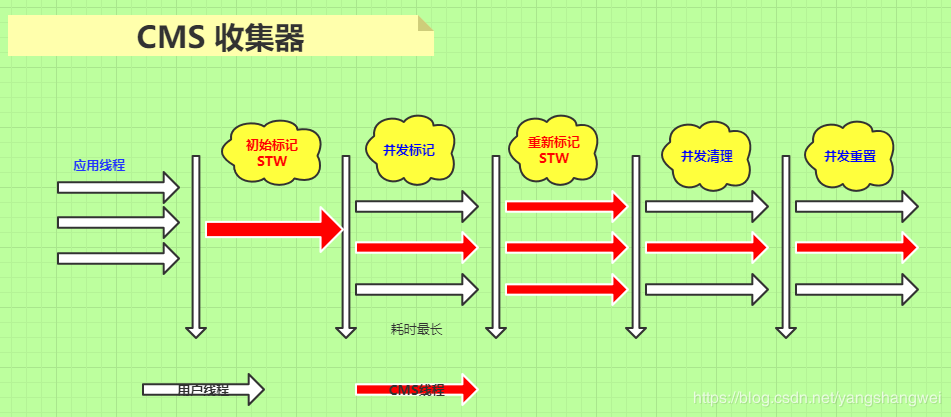 CMS 收集器
初始标记
STW
并发标记
重新标记
STW
并发清理
并发重置
应用线程
耗时最长
用户线程
CMS线程
https://blog.csdn.net/yangshangwei